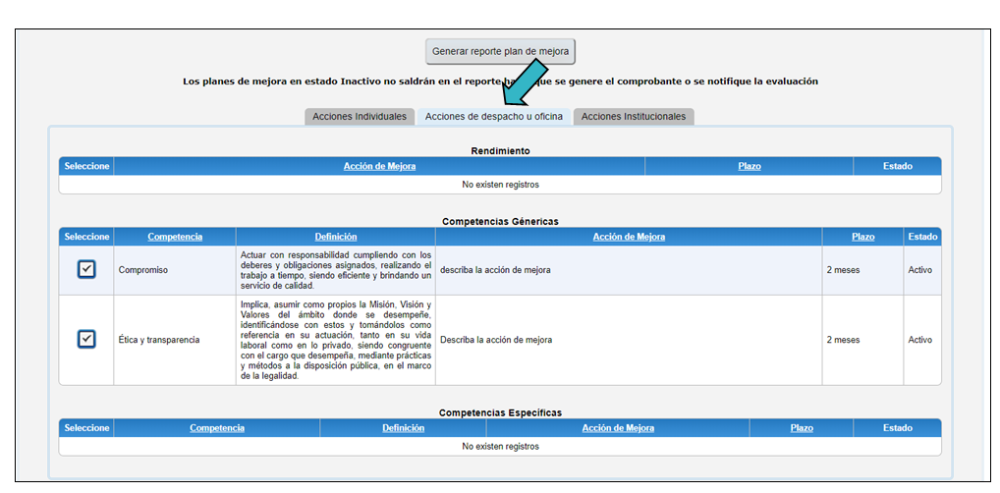 Generar reporte plan de mejora
Los planes de mejora en estado Inactivo no saldrán en el reporte que se genere el comprobante o se notifique la evaluación
Acciones Individuales Acciones de despacho u oficina Acciones Institucionales
Rendimiento
Seleccione Acción de Mejora Plazo Estado
No existen registros
Competencias Génericas
Seleccione Competencia Definición Acción de Mejora Plazo Estado
Compromiso
Actuar con responsabilidad cumpliendo con los
deberes y obligaciones asignados, realizando el
trabajo a tiempo, siendo eficiente y brindando un
servicio de calidad.
describa la acción de mejora
2 meses
Activo
Ética y transparencia
Implica, asumir como propios la Misión, Visión y
Valores del ámbito donde se desempeñe,
identificándose con estos y tomándolos como
referencia en su actuación, tanto en su vida
laboral como en lo privado, siendo congruente
con el cargo que desempeña, mediante prácticas
y métodos a la disposición pública, en el marco
de la legalidad.
Describa la acción de mejora
2 meses
Activo
Competencias Específicas
Seleccione Competencia Definición Acción de Mejora Plazo Estado
No existen registros